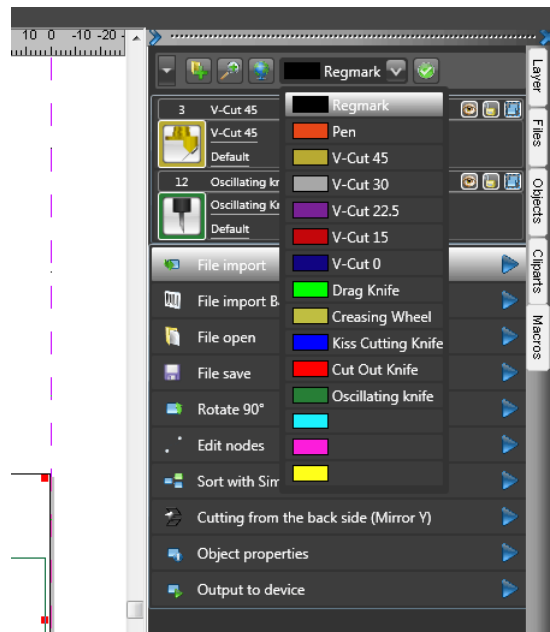 10 0 -10 -20 -
Regmark
3 V-Cut 45
V-Cut 45
Default
12 Oscillating kn
Oscillating Kn
Default
Regmark
Pen
V-Cut 45
V-Cut 30
V-Cut 22.5
V-Cut 15
V-Cut 0
Drag Knife
Creasing Wheel
Kiss Cutting Knife
Cut Out Knife
Oscillating knife
File import
File import B
File open
File save
Rotate 90°
Edit nodes
Sort with Sim
Cutting from the back side (Mirror Y)
Object properties
Output to device
Layer
Files
Objects
Cliparts
Macros